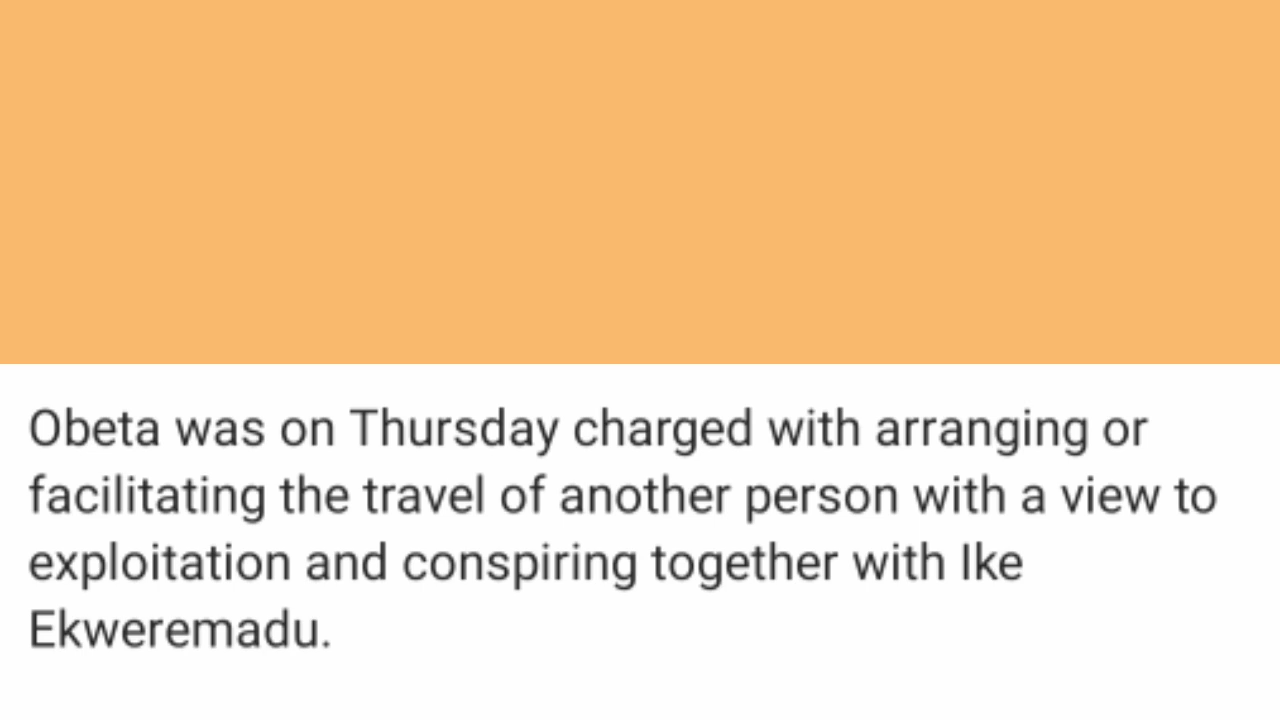 Obeta was on Thursday charged with arranging or
facilitating the travel of another person with a view to
exploitation and conspiring together with Ike
Ekweremadu.